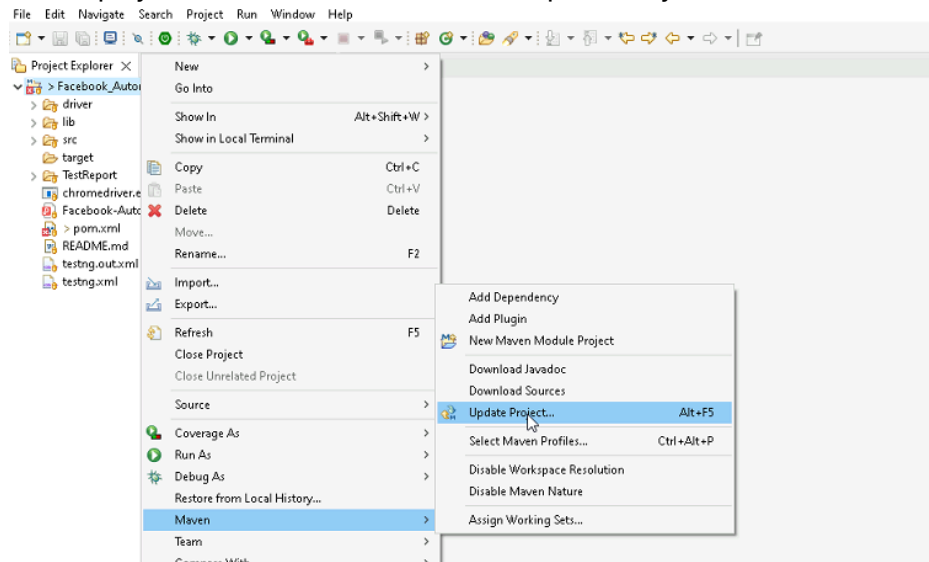 File Edit Navigate Search Project Run Window Help
Project Explorer
> Facebook_Autor
driver
lib
src
target
TestReport
chromedriver.e
Facebook-Auto
> pom.xml
README.md
testng.out.xml
testng.xml
New
Go Into
Show In Alt+Shift+W >
Show in Local Terminal
Copy Ctrl+C
Paste Ctrl+V
Delete Delete
Move...
Rename... F2
Import...
Export...
Refresh F5
Close Project
Close Unrelated Project
Source
Coverage As
Run As
Debug As
Restore from Local History...
Maven
Team
Compare With
Add Dependency
Add Plugin
New Maven Module Project
Download Javadoc
Download Sources
Update Project... Alt+F5
Select Maven Profiles... Ctrl+Alt+P
Disable Workspace Resolution
Disable Maven Nature
Assign Working Sets...